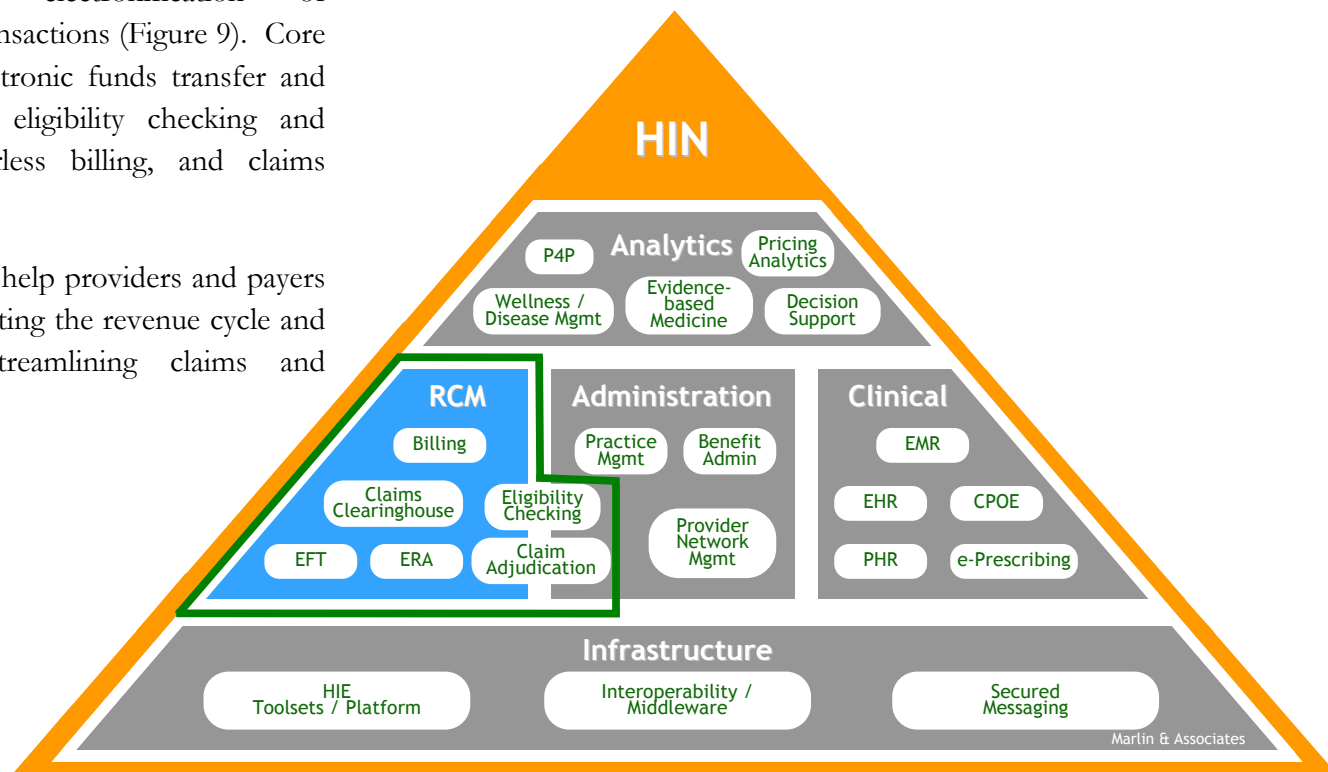 electronification of
nsactions (Figure 9). Core
tronic funds transfer and
eligibility checking and
rless billing, and claims
help providers and payers
ting the revenue cycle and
treamlining claims and
HIN
Analytics
P4P
Pricing
Analytics
Wellness /
Disease Mgmt
Evidence-
based
Medicine
Decision
Support
RCM
Billing
Claims
Clearinghouse
Eligibility
Checking
EFT
ERA
Claim
Adjudication
Administration
Practice
Mgmt
Benefit
Admin
Provider
Network
Mgmt
Clinical
EMR
EHR
CPOE
PHR
e-Prescribing
Infrastructure
HIE
Toolsets / Platform
Interoperability /
Middleware
Secured
Messaging
Marlin & Associates